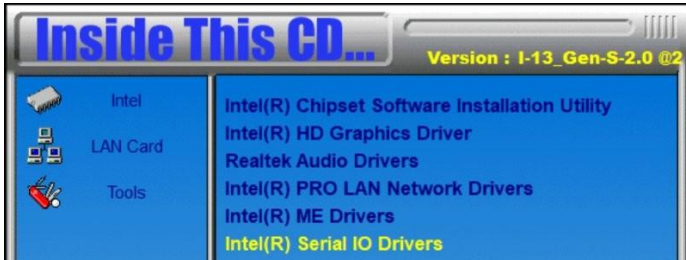 Inside This CD...
Version : I-13_Gen-S-2.0 @2
Intel
LAN Card
Tools
Intel(R) Chipset Software Installation Utility
Intel(R) HD Graphics Driver
Realtek Audio Drivers
Intel(R) PRO LAN Network Drivers
Intel(R) ME Drivers
Intel(R) Serial IO Drivers